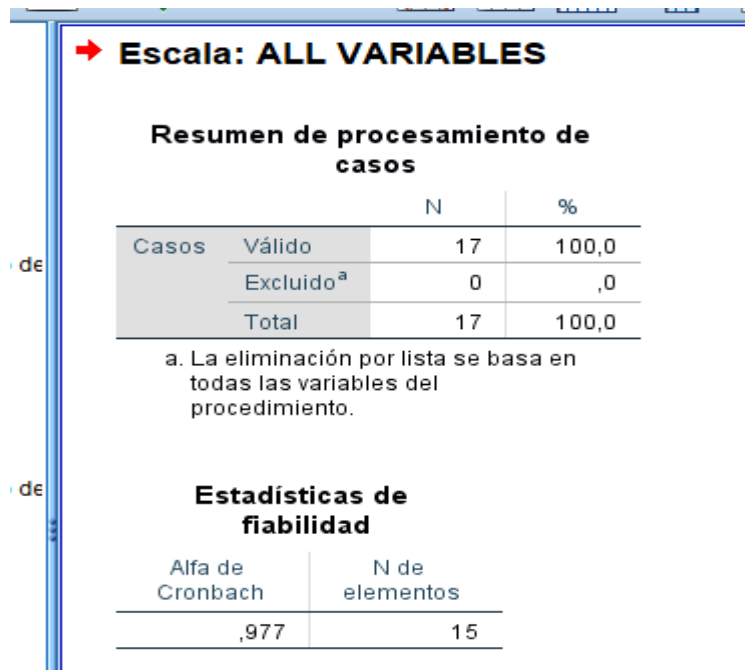 Escala: ALL VARIABLES
Resumen de procesamiento de
casos
N %
Casos Válido 17 100,0
Excluido^a 0 ,0
Total 17 100,0
a. La eliminación por lista se basa en
todas las variables del
procedimiento.
de
de
Estadísticas de
fiabilidad
Alfa de N de
Cronbach elementos
,977 15